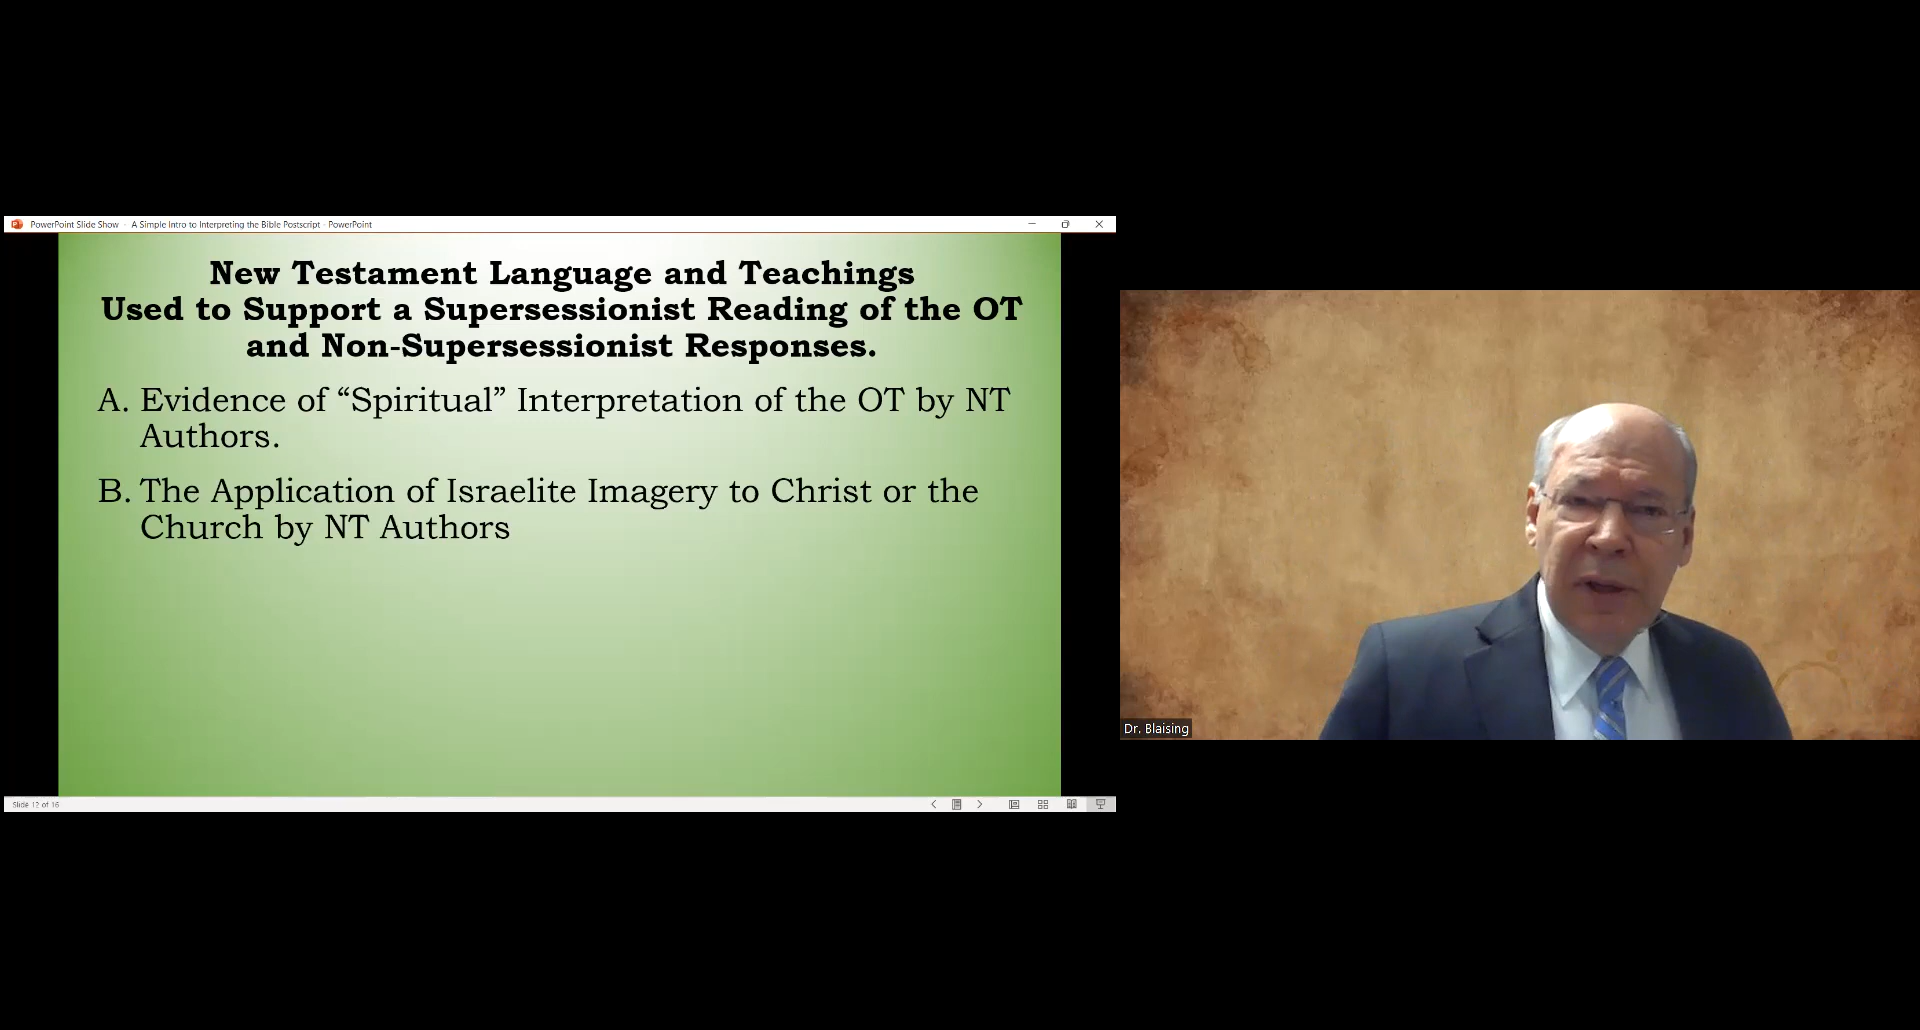 PowerPoint Slide Show - A Simple Intro to Interpreting the Bible Postscript - PowerPoint
New Testament Language and Teachings
Used to Support a Supersessionist Reading of the OT
and Non-Supersessionist Responses.
A. Evidence of “Spiritual” Interpretation of the OT by NT
Authors.
B. The Application of Israelite Imagery to Christ or the
Church by NT Authors
Slide 12 of 16
Dr. Blaising